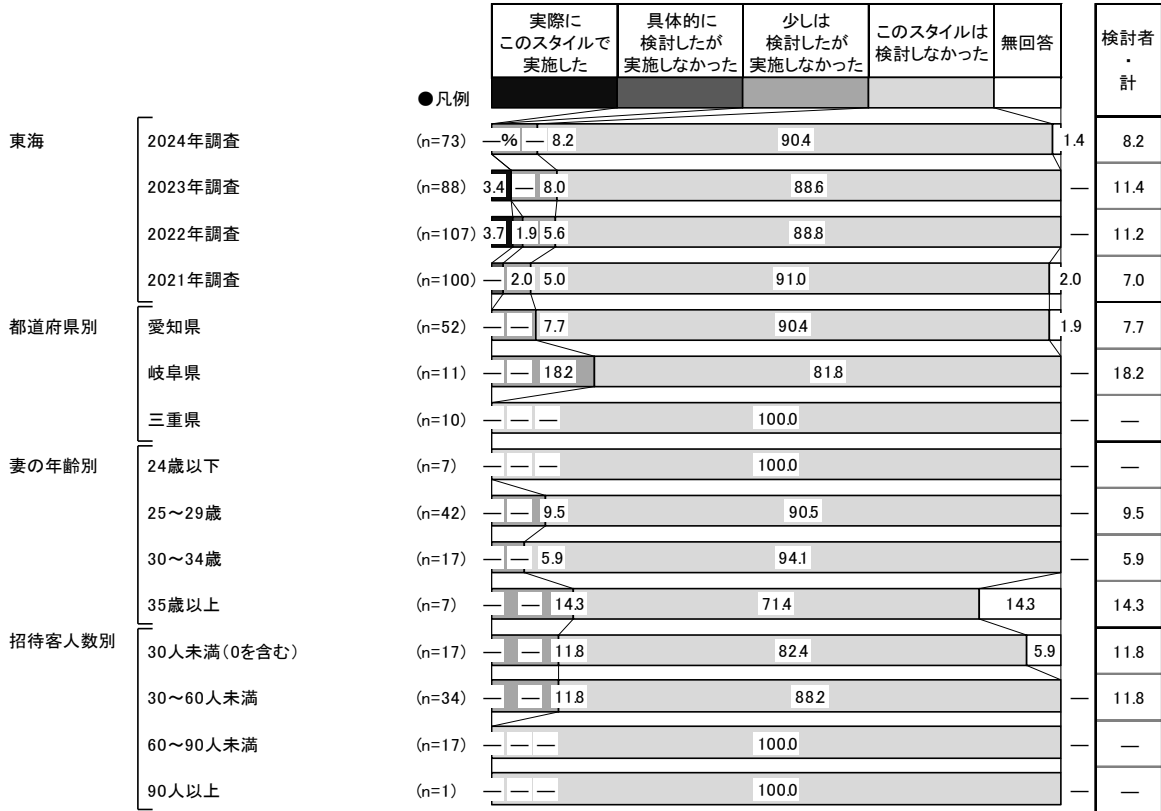 実際に
このスタイルで
実施した
具体的に
検討したが
実施しなかった
少しは
検討したが
実施しなかった
このスタイルは
検討しなかった
無回答
検討者
・
計
●凡例
東海
2024年調査 (n=73) — % — 8.2 90.4 1.4 8.2
2023年調査 (n=88) 3.4 — 8.0 88.6 — 11.4
2022年調査 (n=107) 3.7 1.9 5.6 88.8 — 11.2
2021年調査 (n=100) — 2.0 5.0 91.0 2.0 7.0
都道府県別
愛知県 (n=52) — — 7.7 90.4 1.9 7.7
岐阜県 (n=11) — — 18.2 81.8 — 18.2
三重県 (n=10) — — — 100.0 — —
妻の年齢別
24歳以下 (n=7) — — — 100.0 — —
25～29歳 (n=42) — — 9.5 90.5 — 9.5
30～34歳 (n=17) — — 5.9 94.1 — 5.9
35歳以上 (n=7) — — 14.3 71.4 14.3 14.3
招待客人数別
30人未満（0を含む） (n=17) — — 11.8 82.4 5.9 11.8
30～60人未満 (n=34) — — 11.8 88.2 — 11.8
60～90人未満 (n=17) — — — 100.0 — —
90人以上 (n=1) — — — 100.0 — —